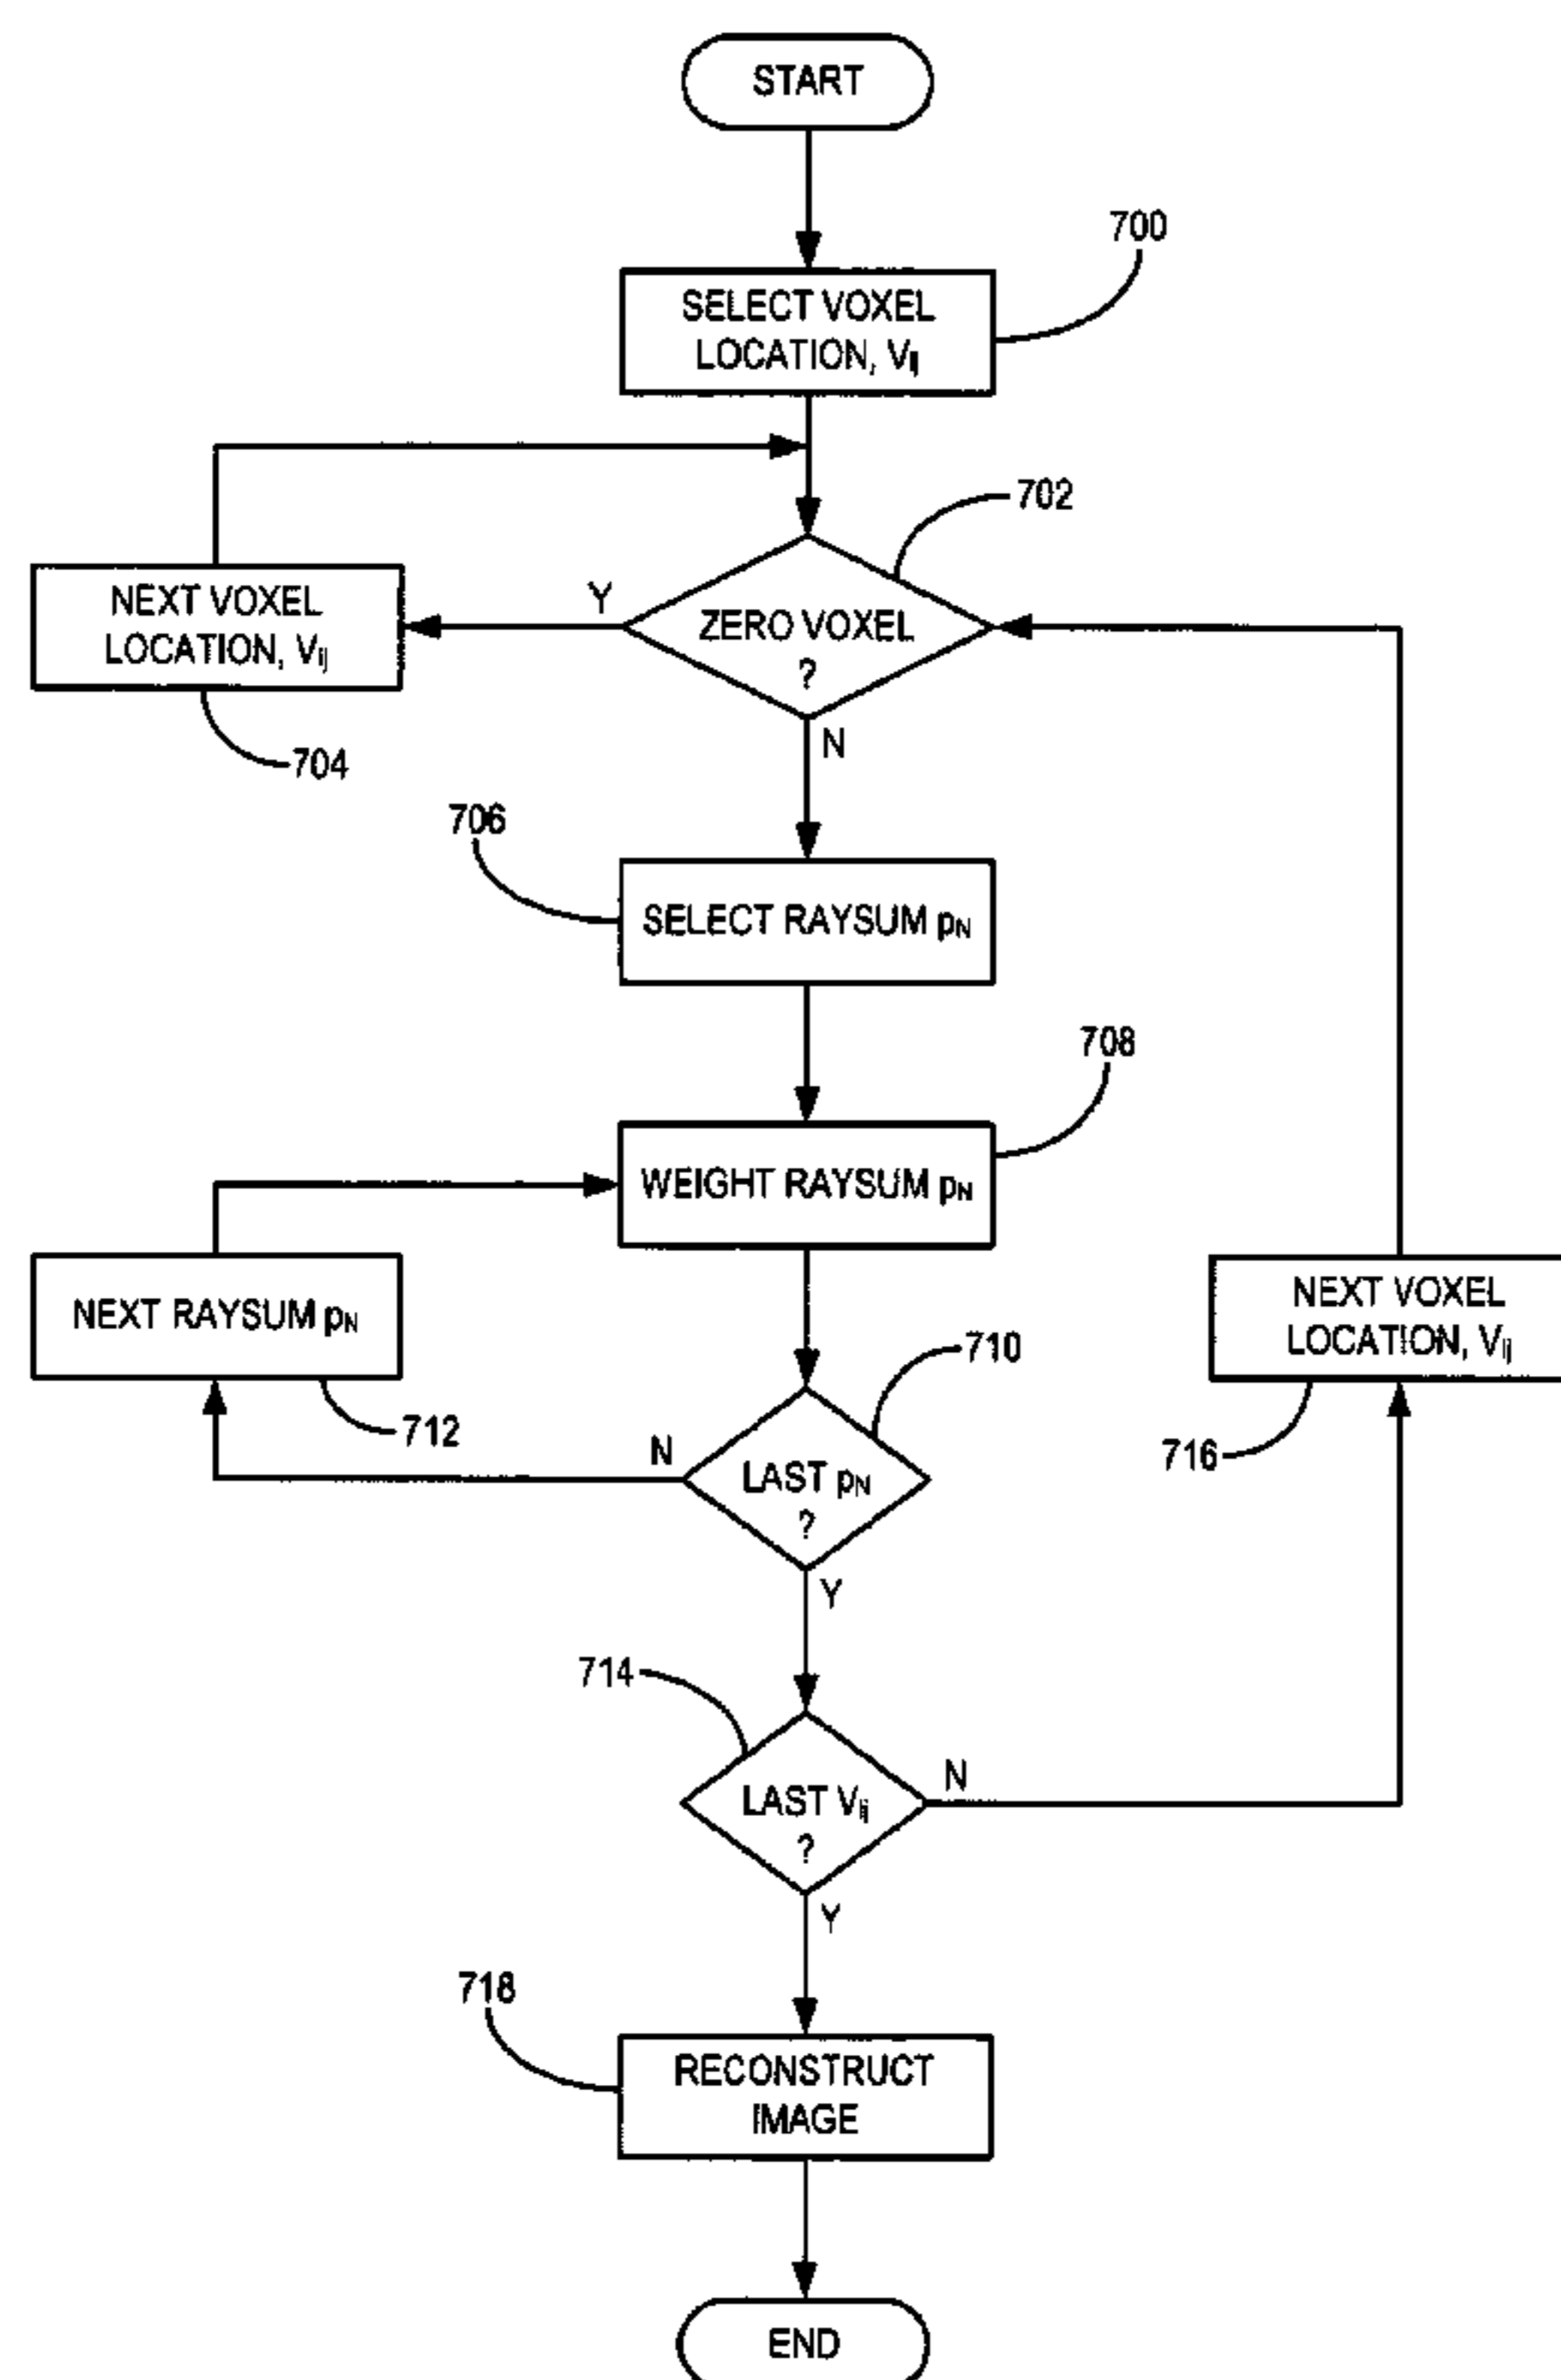 START
700
SELECT VOXEL
LOCATION, Vij
702
Y
ZERO VOXEL
?
NEXT VOXEL
LOCATION, Vij
704
N
706
SELECT RAYSUM pN
708
WEIGHT RAYSUM pN
NEXT RAYSUM pN
712
710
N
LAST pN
?
Y
NEXT VOXEL
LOCATION, Vij
716
714
LAST Vij
?
N
Y
718
RECONSTRUCT
IMAGE
END